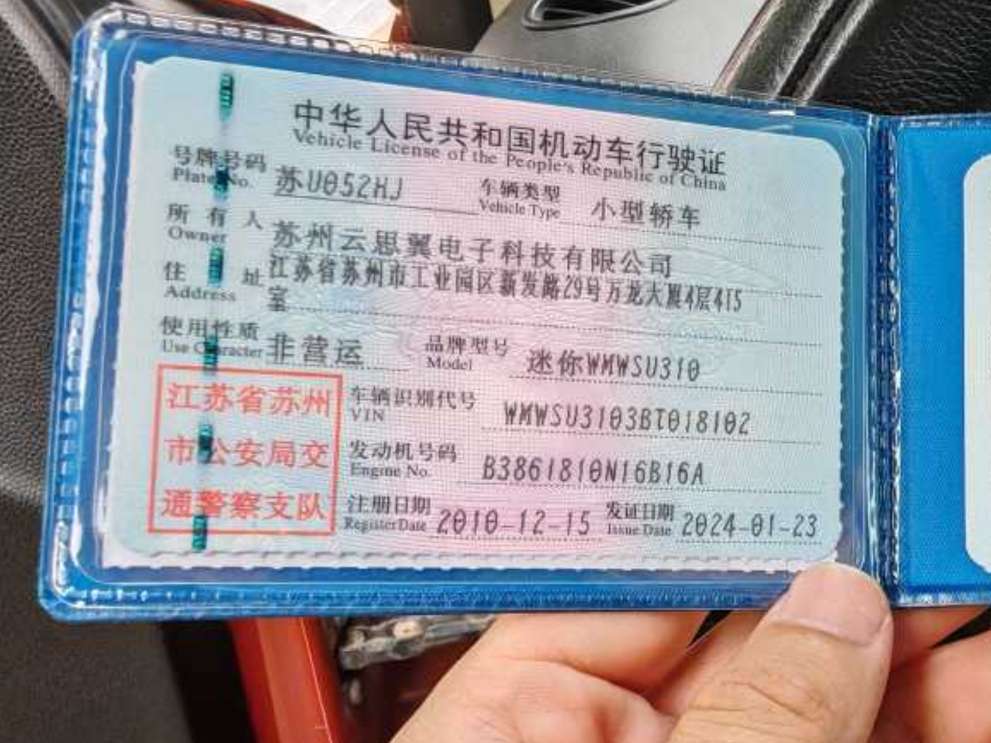 中华人民共和国机动车行驶证
Vehicle License of the People's Republic of China
号牌号码 苏U052HJ 车辆类型 小型轿车
Plate No. Vehicle Type
所有人 苏州云思翼电子科技有限公司
Owner
住址 江苏省苏州市工业园区新发路29号万龙大厦4层415
Address 室
使用性质 非营运 品牌型号 迷你WMWSU310
Use Character Model
江苏省苏州 车辆识别代号 WMWSU3103BT018102
VIN
市公安局交 发动机号码 B3861810N16B16A
Engine No.
通警察支队 注册日期 2010-12-15 发证日期 2024-01-23
Register Date Issue Date